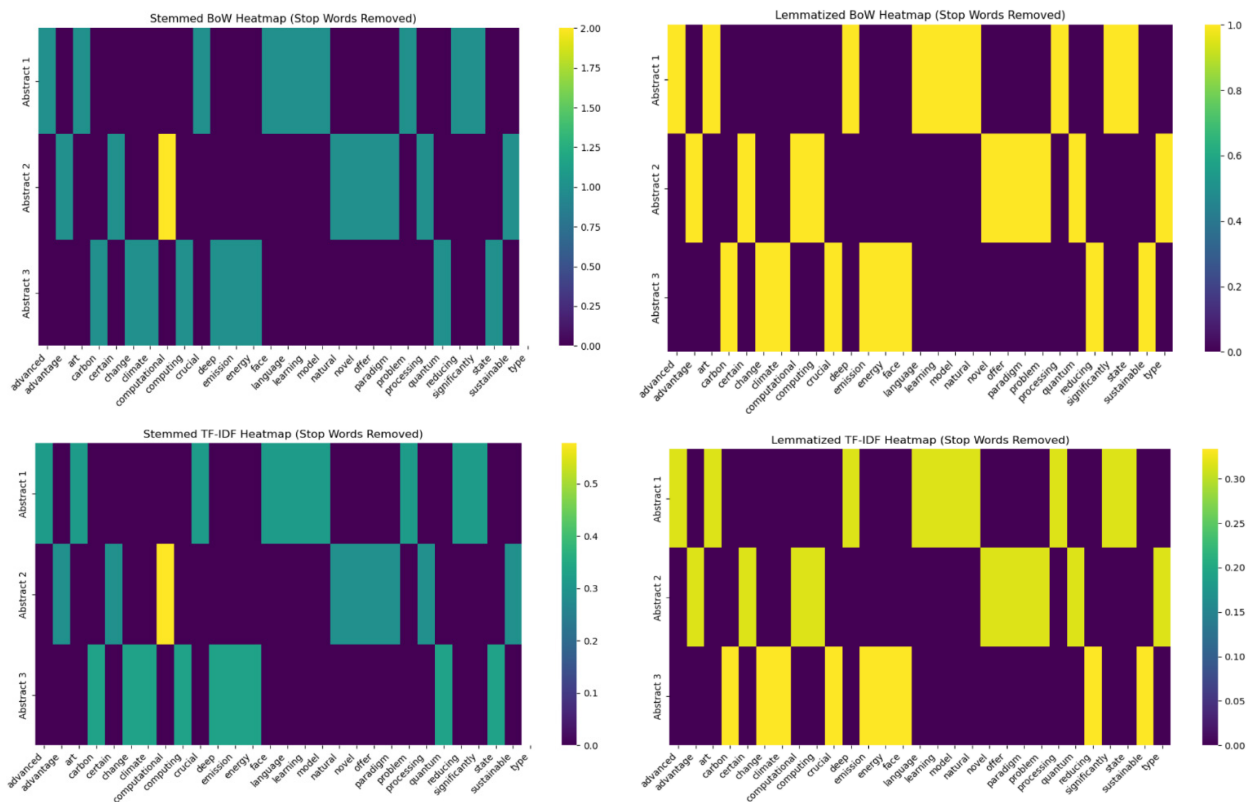 Stemmed BoW Heatmap (Stop Words Removed)
Abstract 1
Abstract 2
Abstract 3
advanced
advantage
art
carbon
certain
change
climate
computational
computing
crucial
deep
emission
energy
face
language
learning
model
natural
novel
offer
paradigm
problem
processing
quantum
reducing
significantly
state
sustainable
type
2.00
1.75
1.50
1.25
1.00
0.75
0.50
0.25
0.00
Lemmatized BoW Heatmap (Stop Words Removed)
Abstract 1
Abstract 2
Abstract 3
advanced
advantage
art
carbon
certain
change
climate
computational
computing
crucial
deep
emission
energy
face
language
learning
model
natural
novel
offer
paradigm
problem
processing
quantum
reducing
significantly
state
sustainable
type
1.0
0.8
0.6
0.4
0.2
0.0
Stemmed TF-IDF Heatmap (Stop Words Removed)
Abstract 1
Abstract 2
Abstract 3
advanced
advantage
art
carbon
certain
change
climate
computational
computing
crucial
deep
emission
energy
face
language
learning
model
natural
novel
offer
paradigm
problem
processing
quantum
reducing
significantly
state
sustainable
type
0.5
0.4
0.3
0.2
0.1
0.0
Lemmatized TF-IDF Heatmap (Stop Words Removed)
Abstract 1
Abstract 2
Abstract 3
advanced
advantage
art
carbon
certain
change
climate
computational
computing
crucial
deep
emission
energy
face
language
learning
model
natural
novel
offer
paradigm
problem
processing
quantum
reducing
significantly
state
sustainable
type
0.30
0.25
0.20
0.15
0.10
0.05
0.00